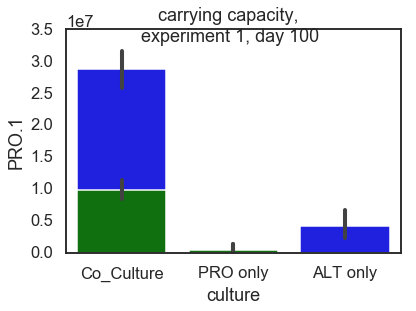 carrying capacity,
experiment 1, day 100
1e7
3.5
3.0
2.5
2.0
1.5
1.0
0.5
0.0
PRO.1
Co_Culture PRO only ALT only
culture